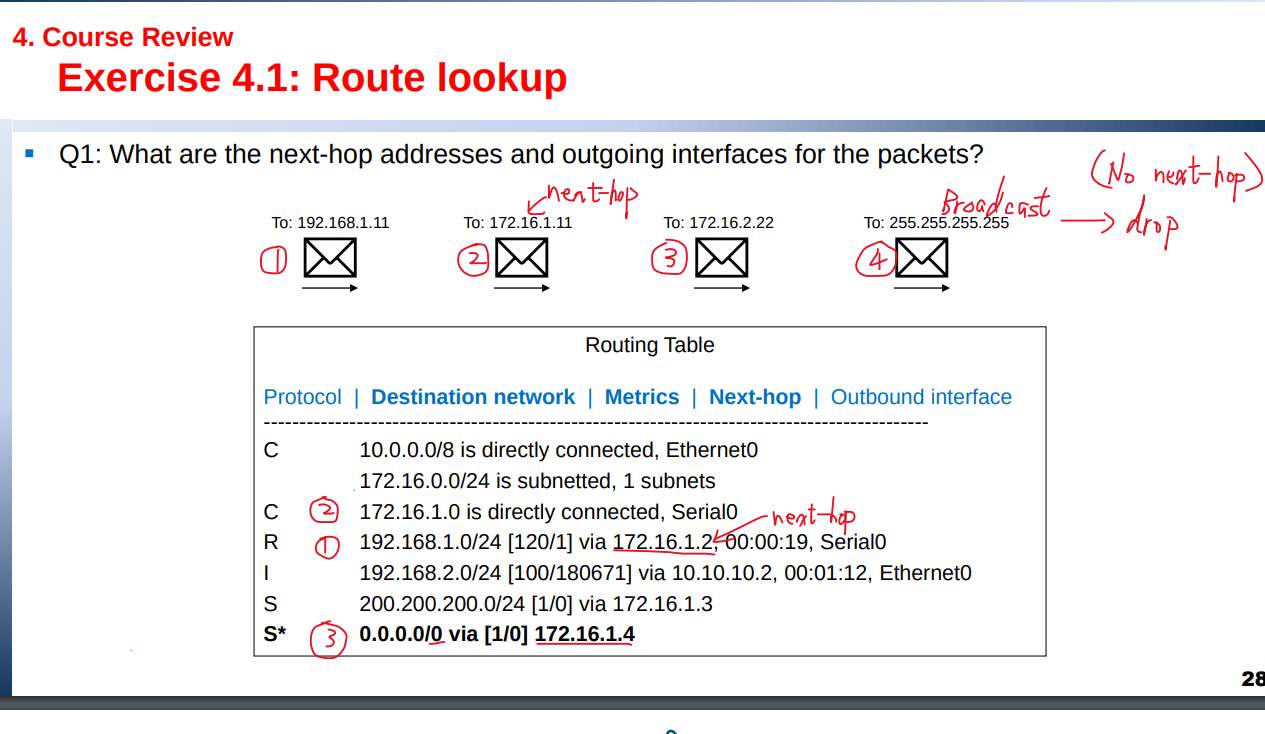 4. Course Review
Exercise 4.1: Route lookup
Q1: What are the next-hop addresses and outgoing interfaces for the packets?
(No next-hop)
next-hop
Broadcast
drop
To: 192.168.1.11
To: 172.16.1.11
To: 172.16.2.22
To: 255.255.255.255
①
②
③
④
Routing Table
Protocol | Destination network | Metrics | Next-hop | Outbound interface
-----------------------------------------------------------------------------------------------
C 10.0.0.0/8 is directly connected, Ethernet0
172.16.0.0/24 is subnetted, 1 subnets
C ② 172.16.1.0 is directly connected, Serial0
next-hop
R ① 192.168.1.0/24 [120/1] via 172.16.1.2, 00:00:19, Serial0
I 192.168.2.0/24 [100/180671] via 10.10.10.2, 00:01:12, Ethernet0
S 200.200.200.0/24 [1/0] via 172.16.1.3
S* ③ 0.0.0.0/0 via [1/0] 172.16.1.4
28